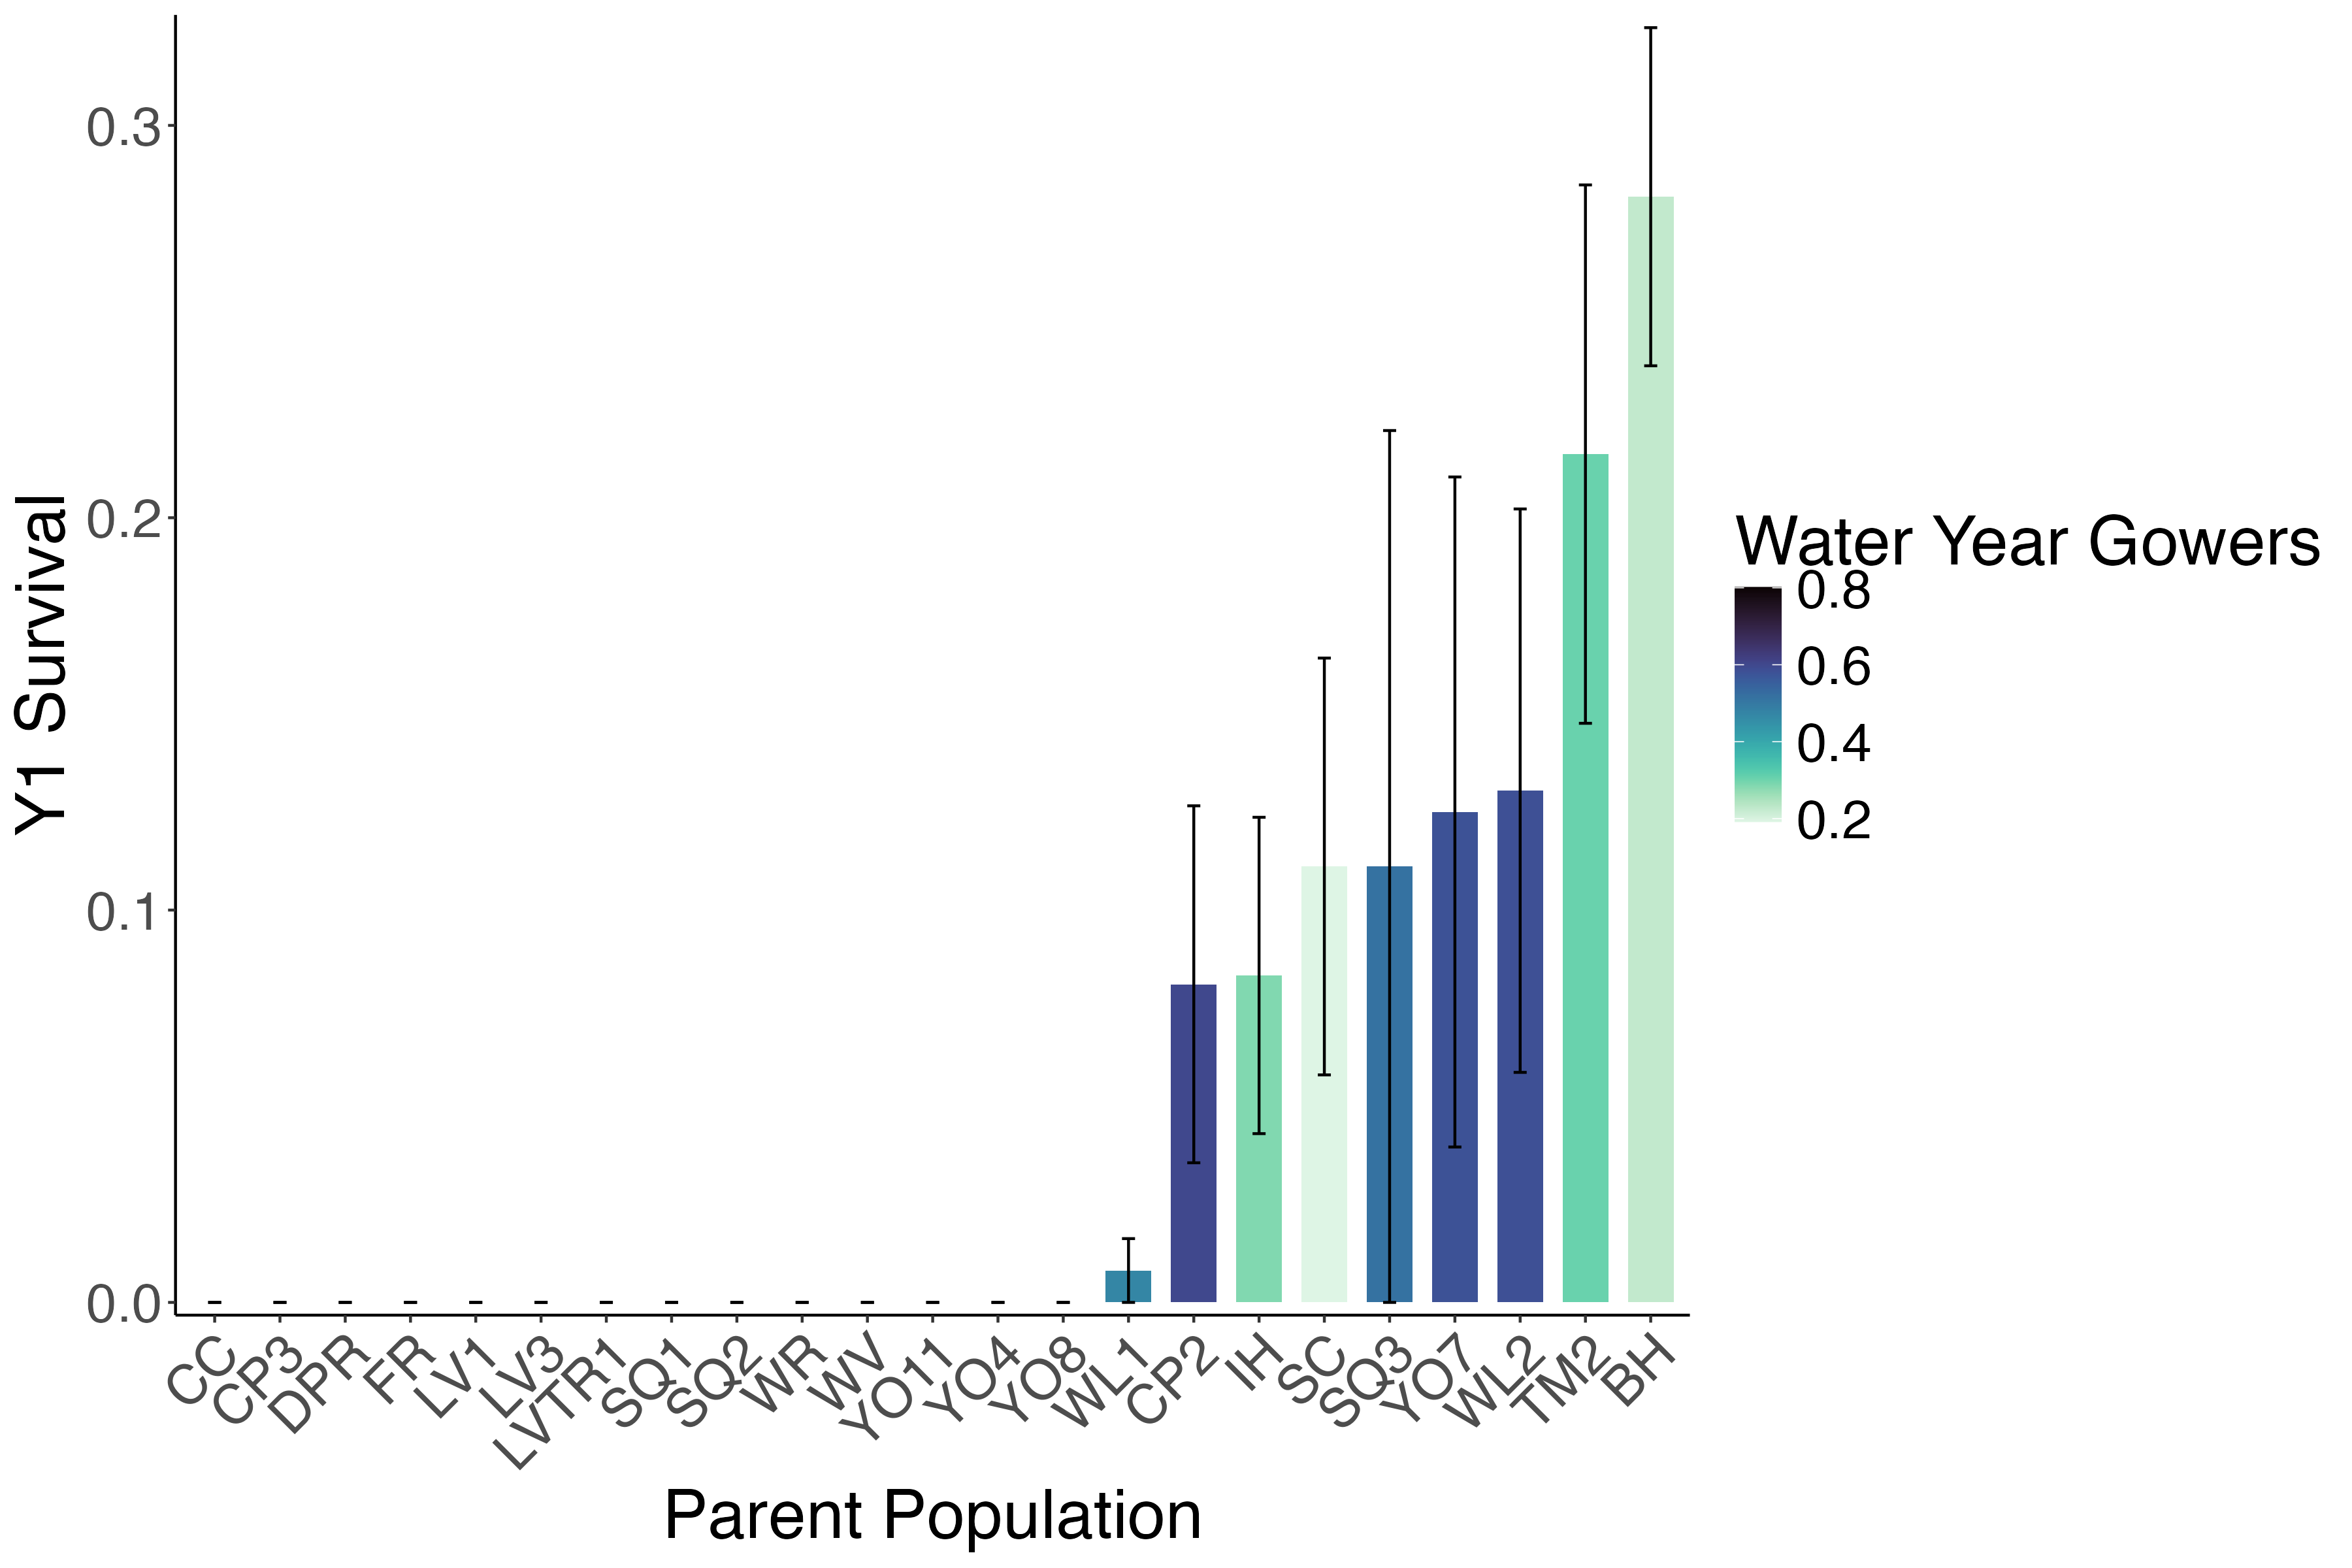 Y1 Survival
0.3
0.2
0.1
0.0
CC
CP3
DPR
FR
LV1
LV3
LVTR1
SQ1
SQ2
WR
WV
YO11
YO4
YO8
WL1
CP2
IH
SC
SQ3
YO7
WL2
TM2
BH
Parent Population
Water Year Gowers
0.8
0.6
0.4
0.2